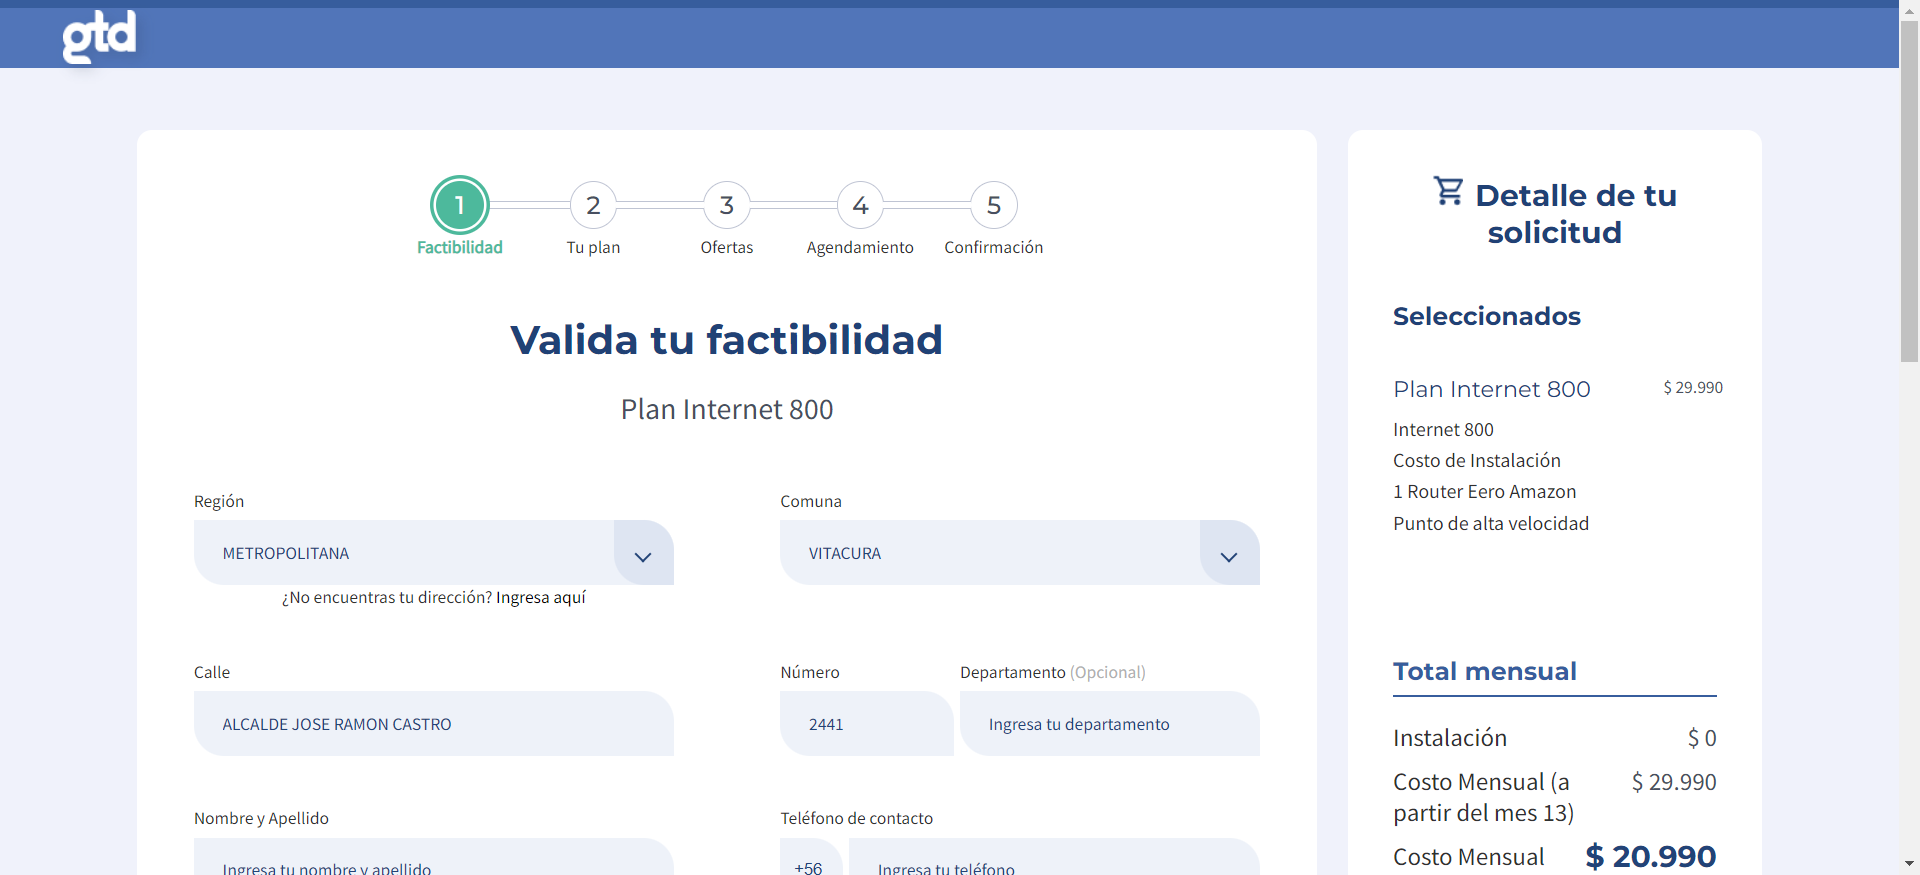 gtd
1
2
3
4
5
Factibilidad
Tu plan
Ofertas
Agendamiento
Confirmación
Valida tu factibilidad
Plan Internet 800
Región
Comuna
METROPOLITANA
VITACURA
¿No encuentras tu dirección? Ingresa aquí
Calle
Número
Departamento (Opcional)
ALCALDE JOSE RAMON CASTRO
2441
Ingresa tu departamento
Nombre y Apellido
Teléfono de contacto
Ingresa tu nombre y apellido
+56
Ingresa tu teléfono
Detalle de tu
solicitud
Seleccionados
Plan Internet 800
$ 29.990
Internet 800
Costo de Instalación
1 Router Eero Amazon
Punto de alta velocidad
Total mensual
Instalación
$ 0
Costo Mensual (a
partir del mes 13)
$ 29.990
Costo Mensual
$ 20.990